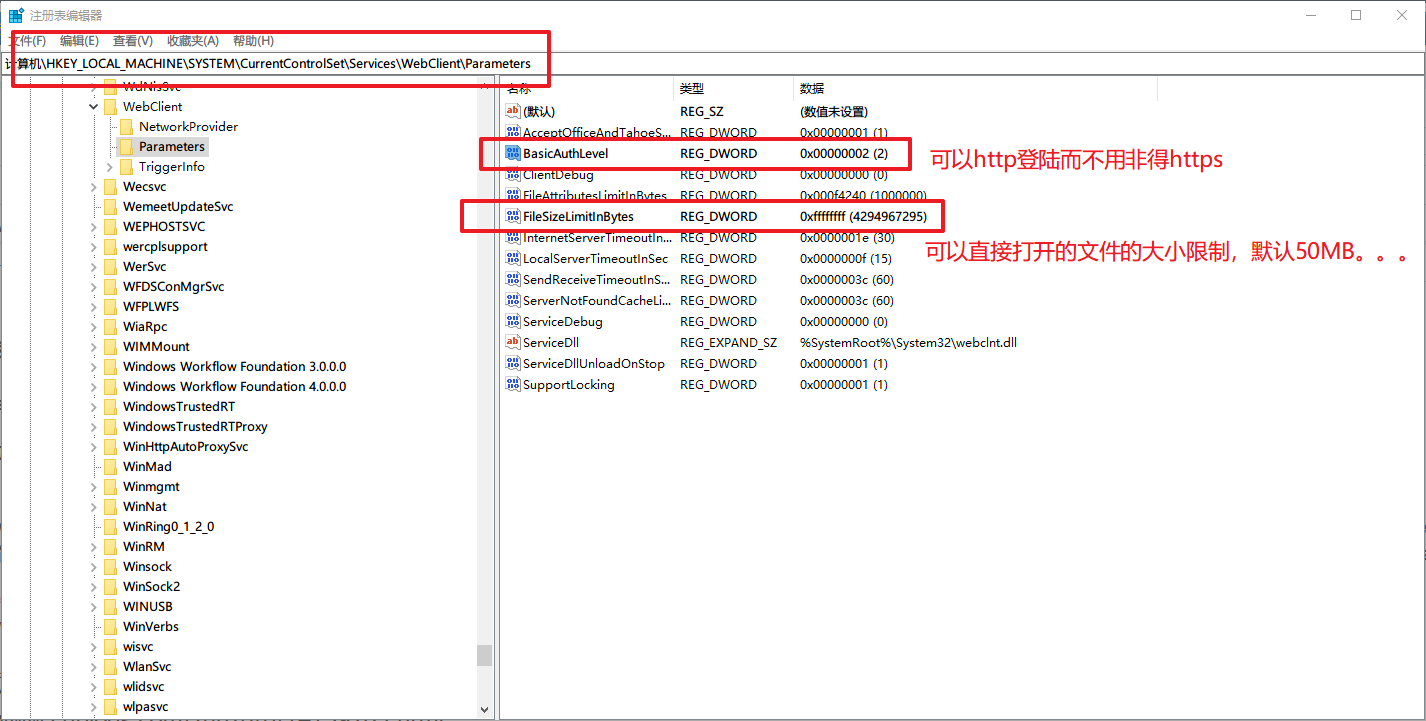 注册表编辑器
文件(F) 编辑(E) 查看(V) 收藏夹(A) 帮助(H)
计算机\HKEY_LOCAL_MACHINE\SYSTEM\CurrentControlSet\Services\WebClient\Parameters
WdNisSvc
WebClient
NetworkProvider
Parameters
TriggerInfo
Wecsvc
WemeetUpdateSvc
WEPHOSTSVC
wercplsupport
WerSvc
WFDSConMgrSvc
WFPLWFS
WiaRpc
WIMMount
Windows Workflow Foundation 3.0.0.0
Windows Workflow Foundation 4.0.0.0
WindowsTrustedRT
WindowsTrustedRTProxy
WinHttpAutoProxySvc
WinMad
Winmgmt
WinNat
WinRing0_1_2_0
WinRM
Winsock
WinSock2
WINUSB
WinVerbs
wisvc
WlanSvc
wlidsvc
wlpasvc
名称 类型 数据
(默认) REG_SZ (数值未设置)
AcceptOfficeAndTahoeS... REG_DWORD 0x00000001 (1)
BasicAuthLevel REG_DWORD 0x00000002 (2)
可以http登陆而不用非得https
ClientDebug REG_DWORD 0x00000000 (0)
FileAttributesLimitInBytes REG_DWORD 0x000f4240 (1000000)
FileSizeLimitInBytes REG_DWORD 0xffffffff (4294967295)
可以直接打开的文件的大小限制，默认50MB。。。
InternetServerTimeoutIn... REG_DWORD 0x0000001e (30)
LocalServerTimeoutInSec REG_DWORD 0x0000000f (15)
SendReceiveTimeoutInS... REG_DWORD 0x0000003c (60)
ServerNotFoundCacheLi... REG_DWORD 0x0000003c (60)
ServiceDebug REG_DWORD 0x00000000 (0)
ServiceDll REG_EXPAND_SZ %SystemRoot%\System32\webclnt.dll
ServiceDllUnloadOnStop REG_DWORD 0x00000001 (1)
SupportLocking REG_DWORD 0x00000001 (1)